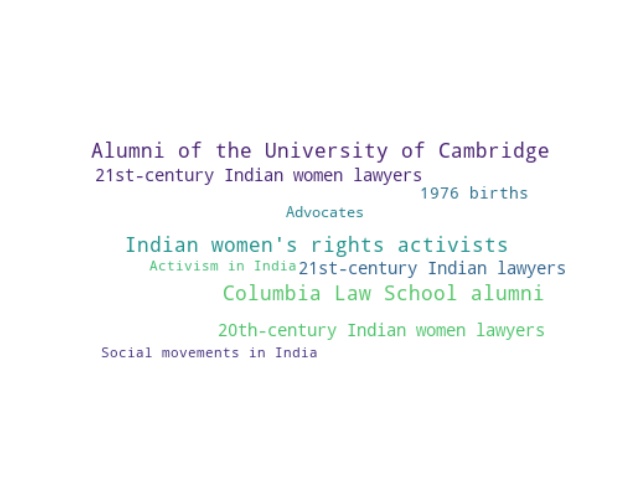 Alumni of the University of Cambridge
21st-century Indian women lawyers
1976 births
Advocates
Indian women's rights activists
Activism in India
21st-century Indian lawyers
Columbia Law School alumni
20th-century Indian women lawyers
Social movements in India